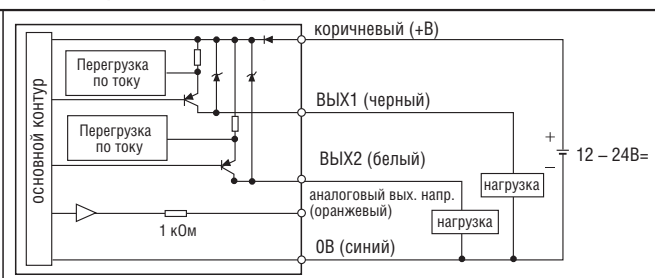 основной контур
Перегрузка
по току
Перегрузка
по току
1 кОм
коричневый (+В)
ВЫХ1 (черный)
ВЫХ2 (белый)
аналоговый вых. напр.
(оранжевый)
0В (синий)
нагрузка
нагрузка
+
−
12 – 24В=